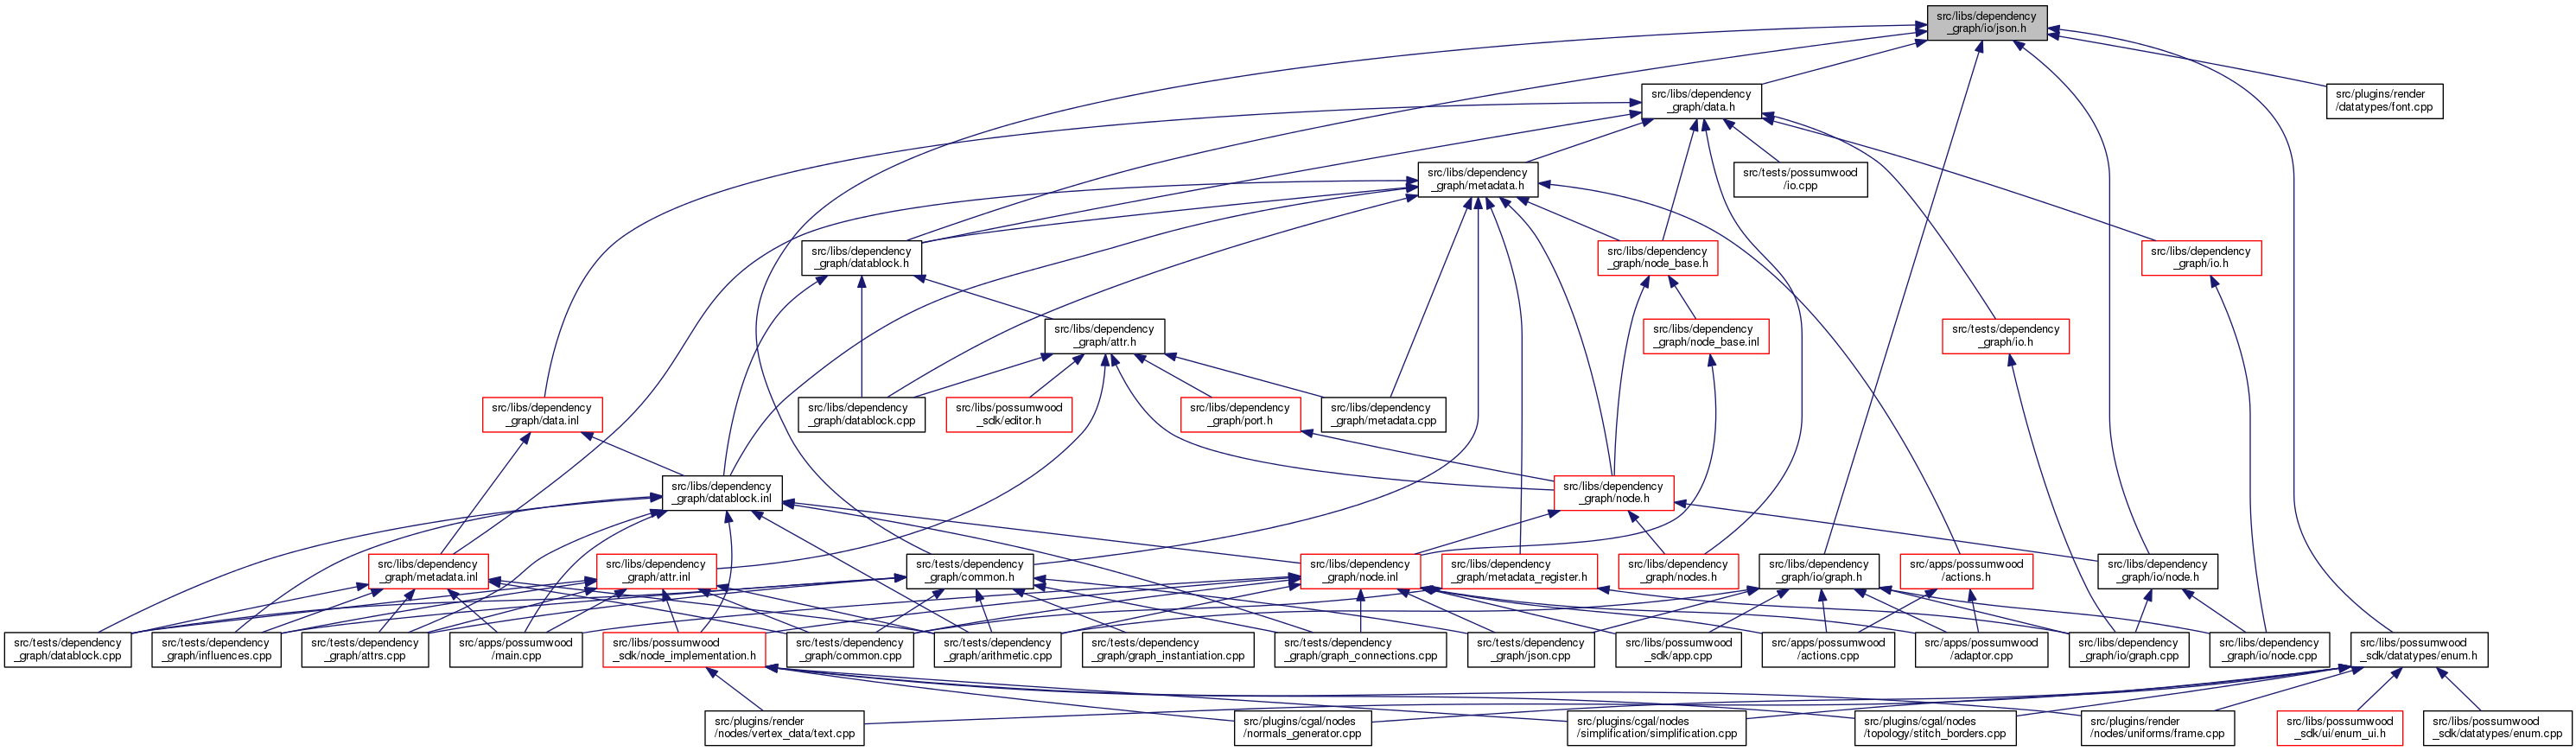 src/libs/dependency
_graph/io/json.h
src/libs/dependency
_graph/data.h
src/plugins/render
/datatypes/font.cpp
src/libs/dependency
_graph/metadata.h
src/tests/possumwood
/io.cpp
src/libs/dependency
_graph/datablock.h
src/libs/dependency
_graph/node_base.h
src/libs/dependency
_graph/io.h
src/libs/dependency
_graph/attr.h
src/libs/dependency
_graph/node_base.inl
src/tests/dependency
_graph/io.h
src/libs/dependency
_graph/data.inl
src/libs/dependency
_graph/datablock.cpp
src/libs/possumwood
_sdk/editor.h
src/libs/dependency
_graph/port.h
src/libs/dependency
_graph/metadata.cpp
src/libs/dependency
_graph/datablock.inl
src/libs/dependency
_graph/node.h
src/libs/dependency
_graph/metadata.inl
src/libs/dependency
_graph/attr.inl
src/tests/dependency
_graph/common.h
src/libs/dependency
_graph/node.inl
src/libs/dependency
_graph/metadata_register.h
src/libs/dependency
_graph/nodes.h
src/libs/dependency
_graph/io/graph.h
src/apps/possumwood
/actions.h
src/libs/dependency
_graph/io/node.h
src/tests/dependency
_graph/datablock.cpp
src/tests/dependency
_graph/influences.cpp
src/tests/dependency
_graph/attrs.cpp
src/apps/possumwood
/main.cpp
src/libs/possumwood
_sdk/node_implementation.h
src/tests/dependency
_graph/common.cpp
src/tests/dependency
_graph/arithmetic.cpp
src/tests/dependency
_graph/graph_instantiation.cpp
src/tests/dependency
_graph/graph_connections.cpp
src/tests/dependency
_graph/json.cpp
src/libs/possumwood
_sdk/app.cpp
src/apps/possumwood
/actions.cpp
src/apps/possumwood
/adaptor.cpp
src/libs/dependency
_graph/io/graph.cpp
src/libs/dependency
_graph/io/node.cpp
src/libs/possumwood
_sdk/datatypes/enum.h
src/plugins/render
/nodes/vertex_data/text.cpp
src/plugins/cgal/nodes
/normals_generator.cpp
src/plugins/cgal/nodes
/simplification/simplification.cpp
src/plugins/cgal/nodes
/topology/stitch_borders.cpp
src/plugins/render
/nodes/uniforms/frame.cpp
src/libs/possumwood
_sdk/ui/enum_ui.h
src/libs/possumwood
_sdk/datatypes/enum.cpp